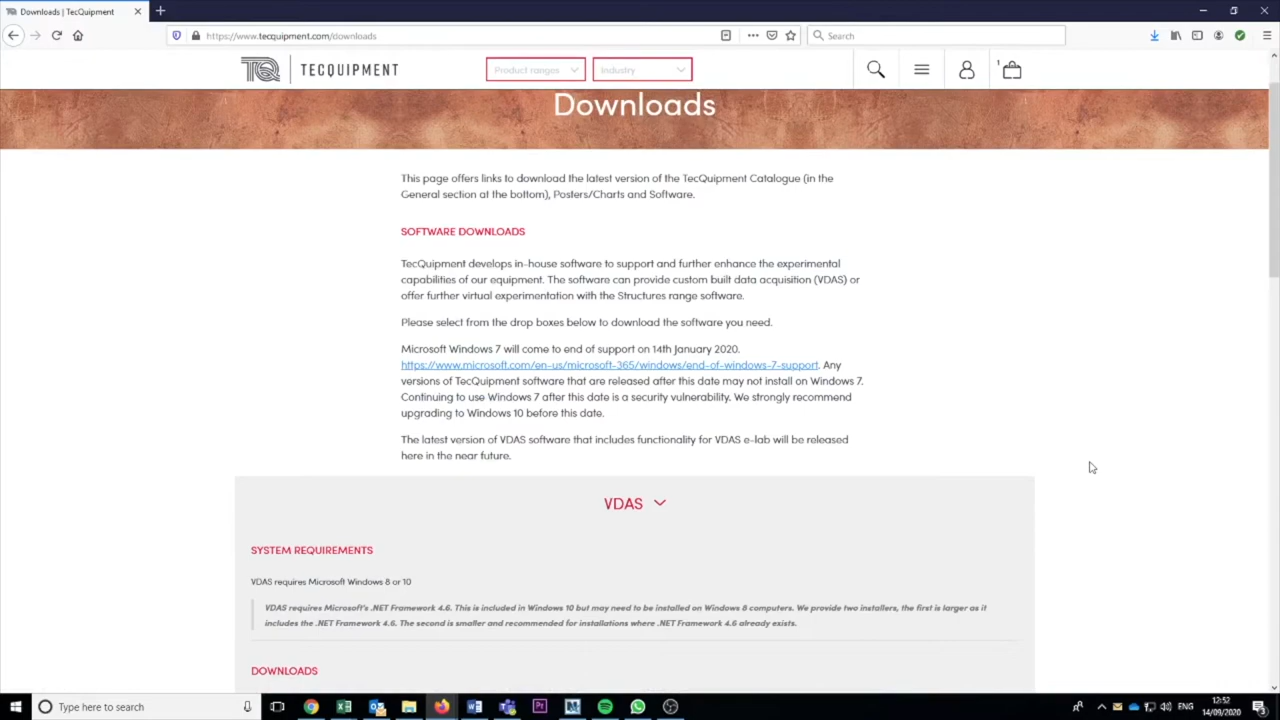 Downloads | TecQuipment
https://www.tecquipment.com/downloads
Search
TECQUIPMENT
Product ranges
Industry
1
Downloads
This page offers links to download the latest version of the TecQuipment Catalogue (in the
General section at the bottom), Posters/Charts and Software.
SOFTWARE DOWNLOADS
TecQuipment develops in-house software to support and further enhance the experimental
capabilities of our equipment. The software can provide custom built data acquisition (VDAS) or
offer further virtual experimentation with the Structures range software.
Please select from the drop boxes below to download the software you need.
Microsoft Windows 7 will come to end of support on 14th January 2020.
https://www.microsoft.com/en-us/microsoft-365/windows/end-of-windows-7-support. Any
versions of TecQuipment software that are released after this date may not install on Windows 7.
Continuing to use Windows 7 after this date is a security vulnerability. We strongly recommend
upgrading to Windows 10 before this date.
The latest version of VDAS software that includes functionality for VDAS e-lab will be released
here in the near future.
VDAS
SYSTEM REQUIREMENTS
VDAS requires Microsoft Windows 8 or 10
VDAS requires Microsoft's .NET Framework 4.6. This is included in Windows 10 but may need to be installed on Windows 8 computers. We provide two installers, the first is larger as it
includes the .NET Framework 4.6. The second is smaller and recommended for installations where .NET Framework 4.6 already exists.
DOWNLOADS
Type here to search
ENG
12:52
14/09/2020
3